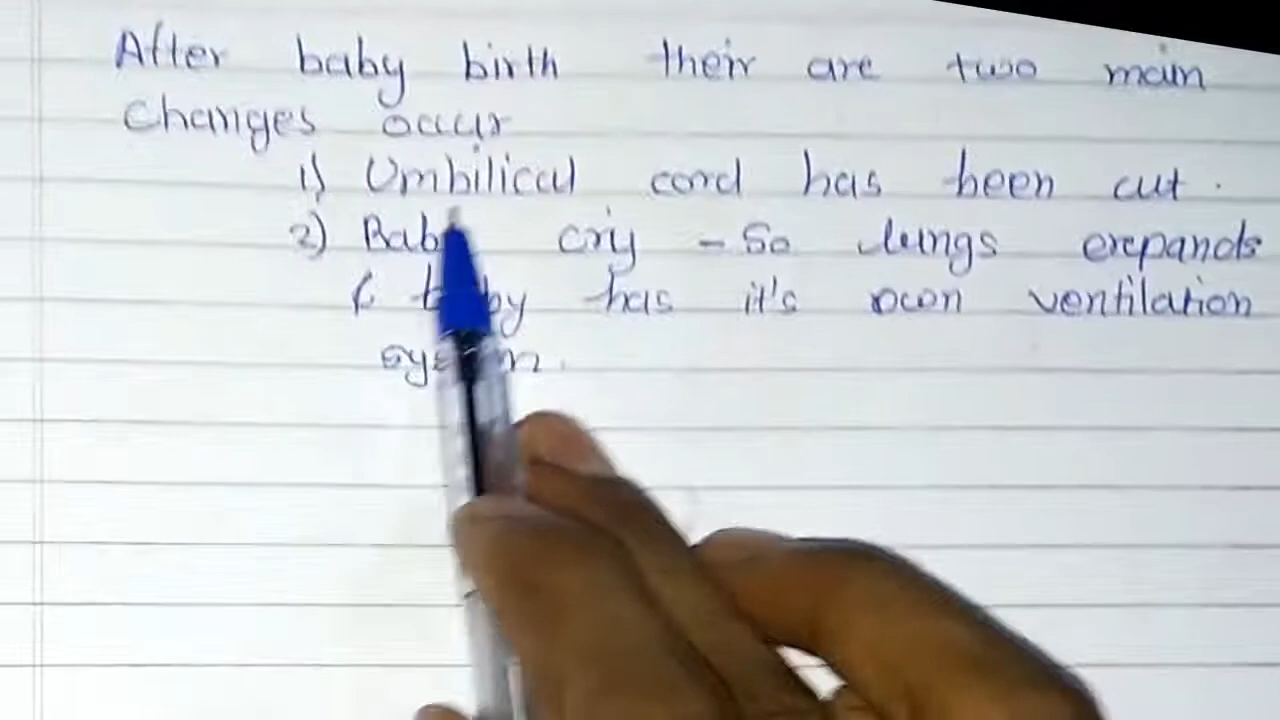 After baby birth their are two main
changes occur
1) Umbilical cord has been cut.
2) Baby cry - So lungs expands
& baby has it's own ventilation
system.